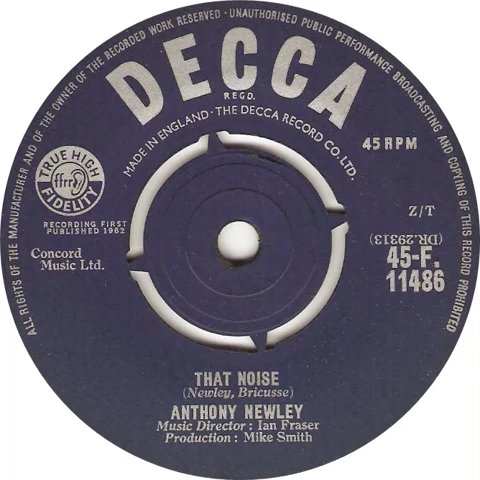 ALL RIGHTS OF THE MANUFACTURER AND OF THE OWNER OF THE RECORDED WORK RESERVED · UNAUTHORISED PUBLIC PERFORMANCE BROADCASTING AND COPYING OF THIS RECORD PROHIBITED
DECCA
REGD.
MADE IN ENGLAND · THE DECCA RECORD CO. LTD.
45 RPM
TRUE HIGH
ffrr
FIDELITY
RECORDING FIRST
PUBLISHED 1962
Concord
Music Ltd.
T/Z
(DR.29313)
45-F.
11486
THAT NOISE
(Newley, Bricusse)
ANTHONY NEWLEY
Music Director : Ian Fraser
Production : Mike Smith